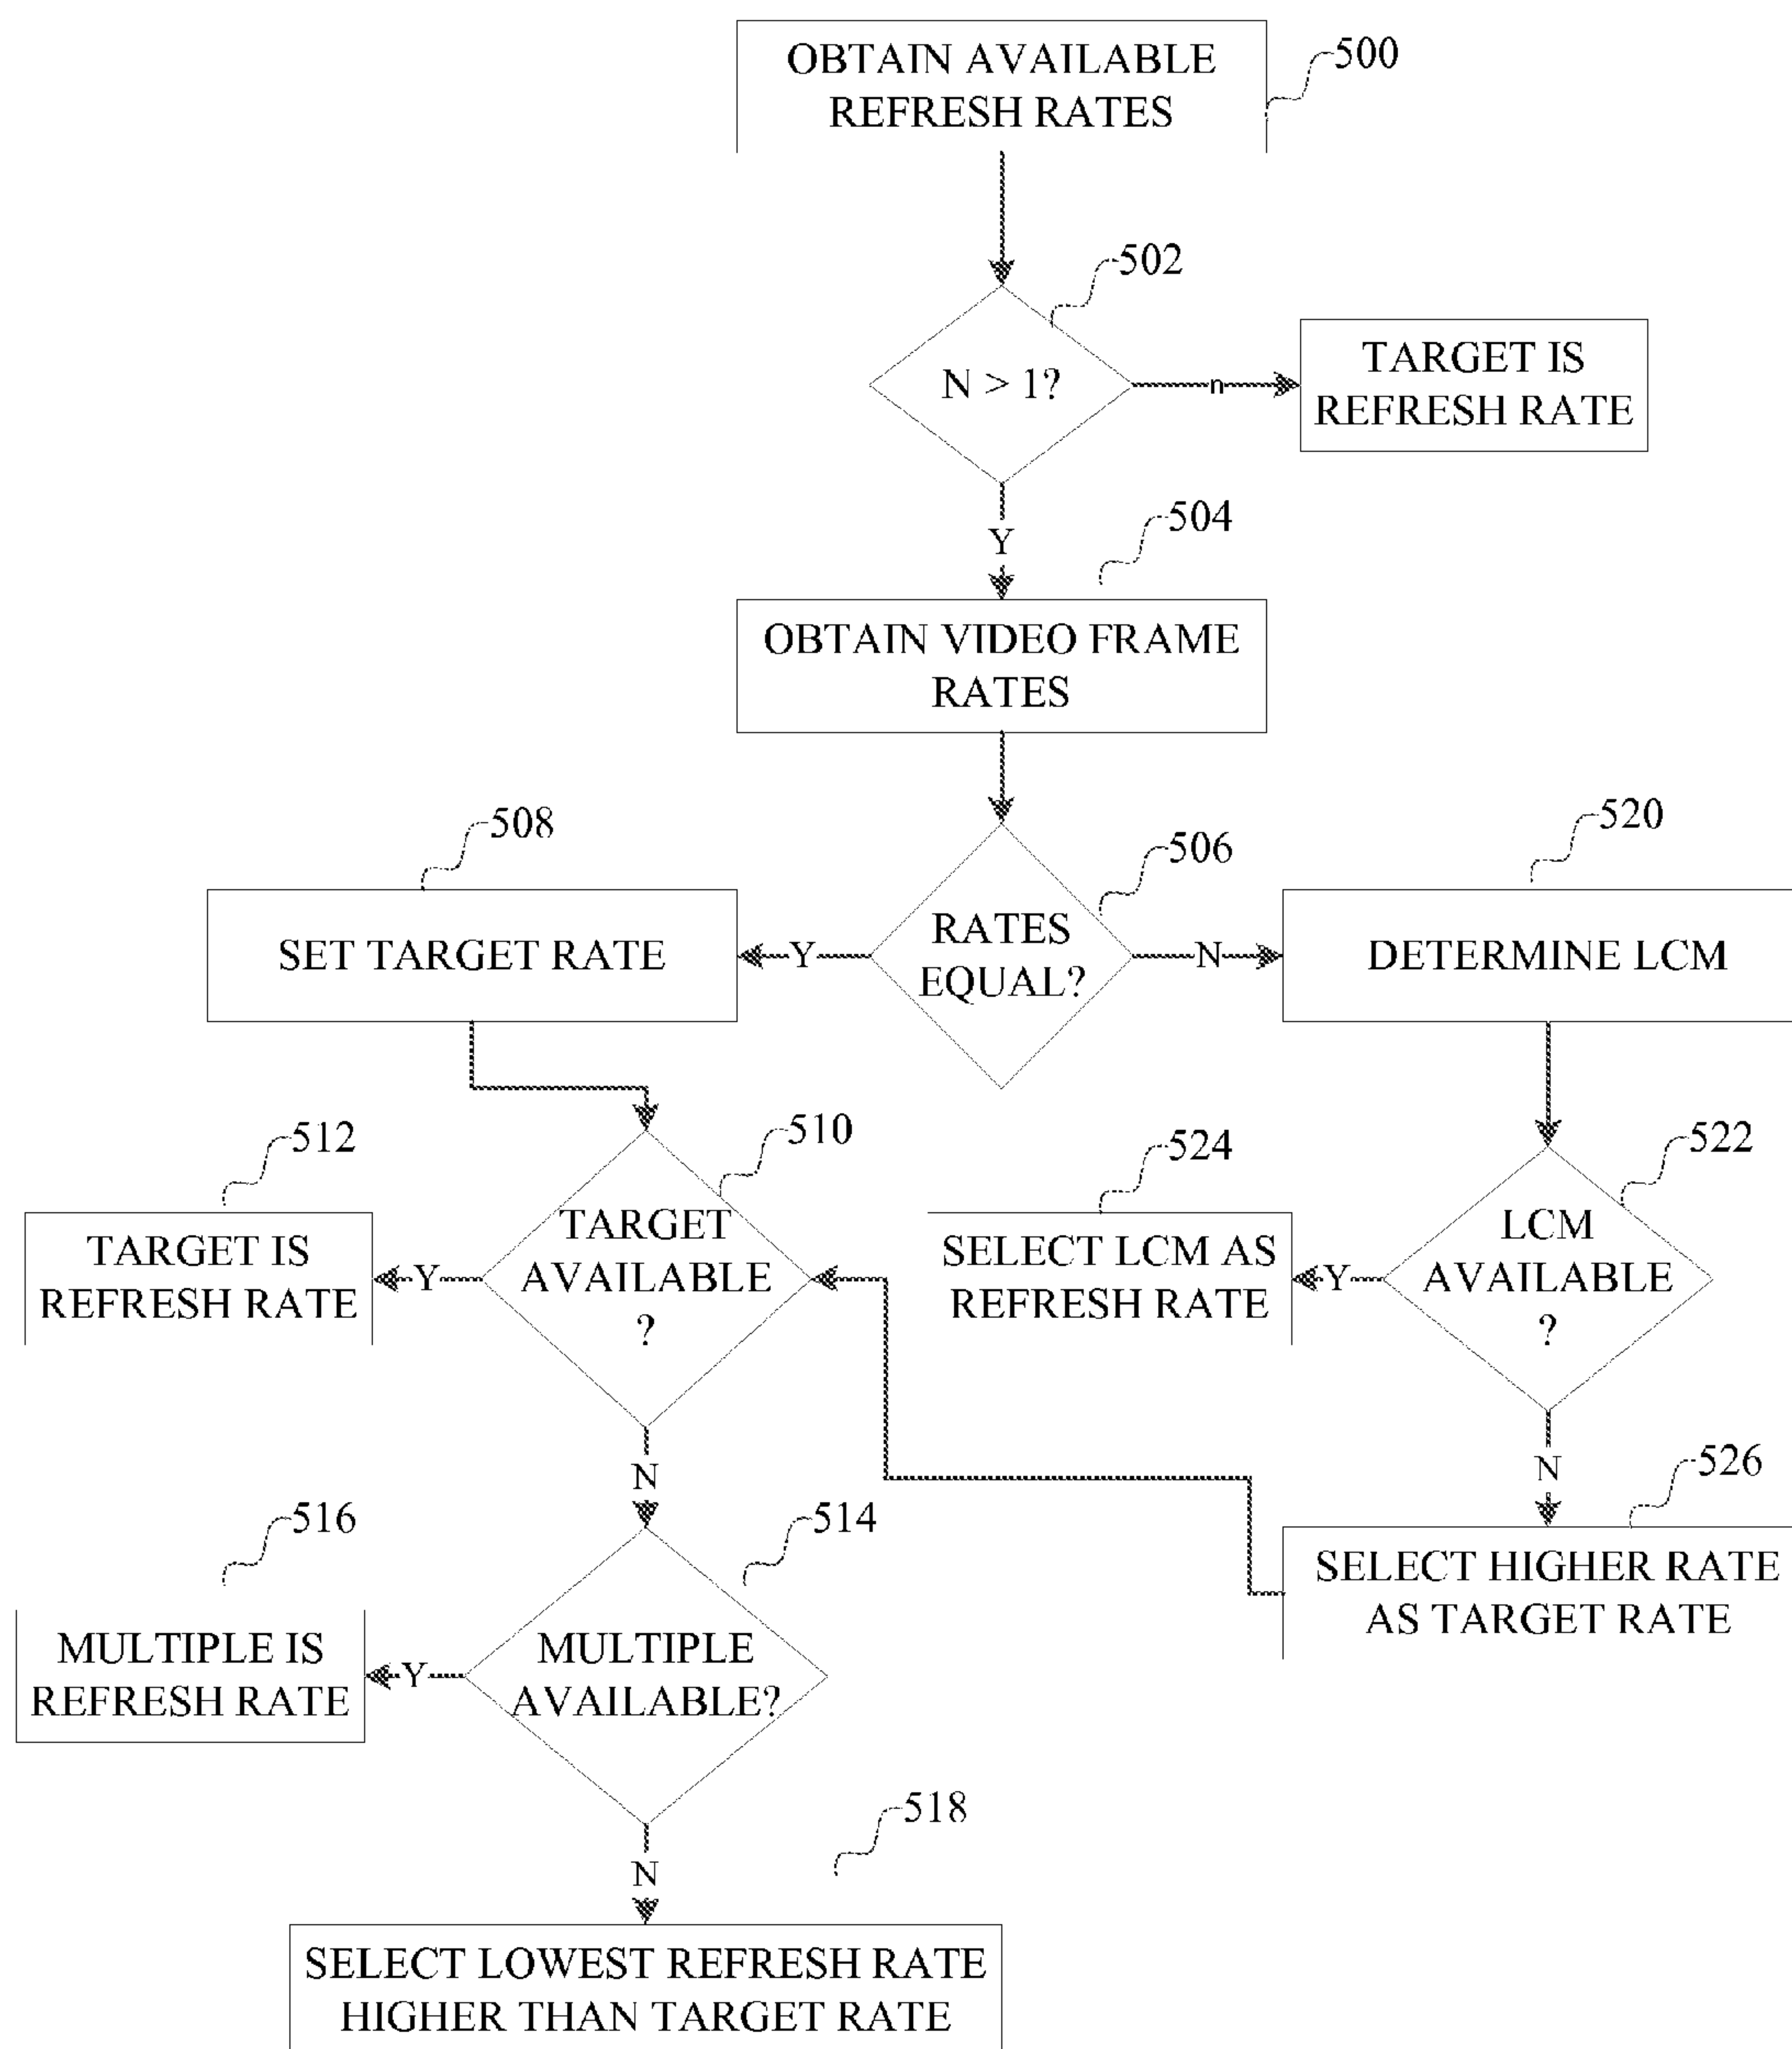 OBTAIN AVAILABLE
REFRESH RATES
500
502
N > 1?
n
TARGET IS
REFRESH RATE
Y
504
OBTAIN VIDEO FRAME
RATES
508
506
520
SET TARGET RATE
Y
RATES
EQUAL?
N
DETERMINE LCM
512
510
524
522
TARGET IS
REFRESH RATE
Y
TARGET
AVAILABLE
?
SELECT LCM AS
REFRESH RATE
Y
LCM
AVAILABLE
?
N
N
516
514
526
MULTIPLE IS
REFRESH RATE
Y
MULTIPLE
AVAILABLE?
SELECT HIGHER RATE
AS TARGET RATE
518
N
SELECT LOWEST REFRESH RATE
HIGHER THAN TARGET RATE